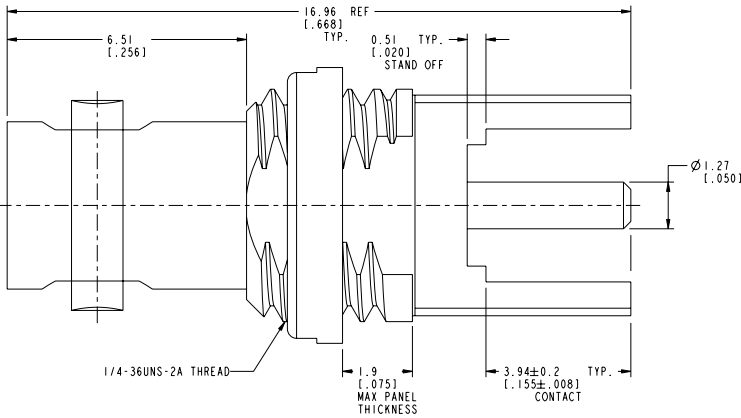 16.96 REF
[.668]
TYP.
6.51
[.256]
0.51 TYP.
[.020]
STAND OFF
Ø1.27
[.050]
1/4-36UNS-2A THREAD
1.9
[.075]
MAX PANEL
THICKNESS
3.94±0.2 TYP.
[.155±.008]
CONTACT